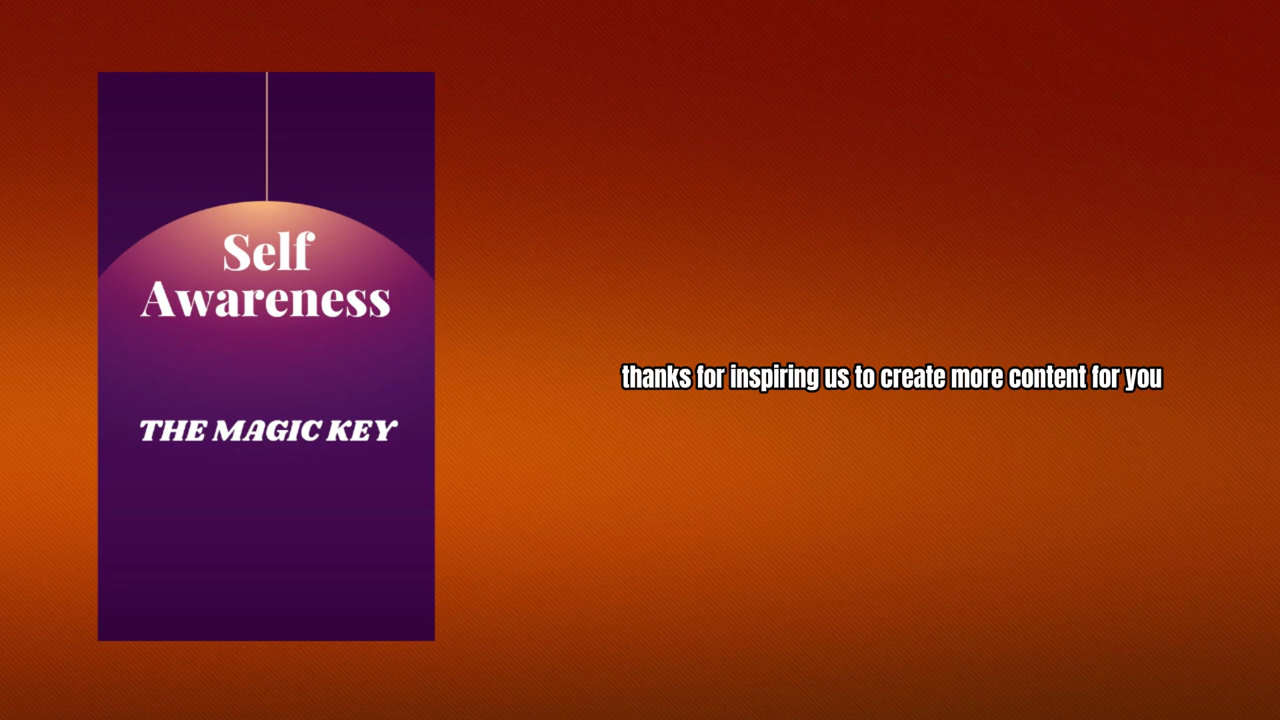 Self
Awareness
THE MAGIC KEY
thanks for inspiring us to create more content for you